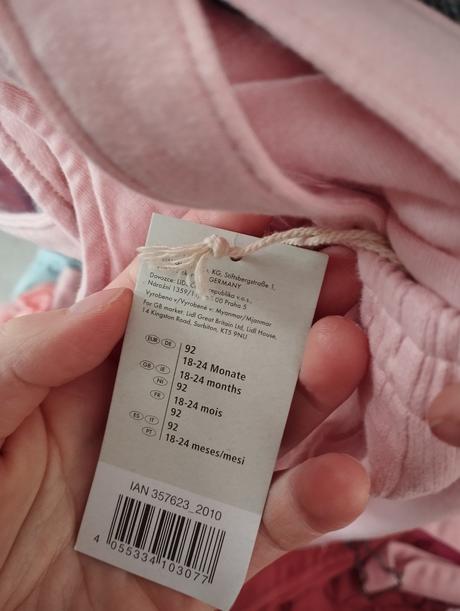 KG, Stiftsbergstraße 1,
GERMANY
Dovozce: LIDL republika v.o.s.,
Nárožní 1359/1 00 Praha 5
Vyrobeno v/Vyrobené v: Myanmar/Mjanmar
For GB market: Lidl Great Britain Ltd, Lidl House,
14 Kingston Road, Surbiton, KT5 9NU
EUR DE 92
18-24 Monate
GB IE 18-24 months
NI 92
FR 18-24 mois
ES IT 92
PT 92
18-24 meses/mesi
IAN 357623_2010
4 055334 103077